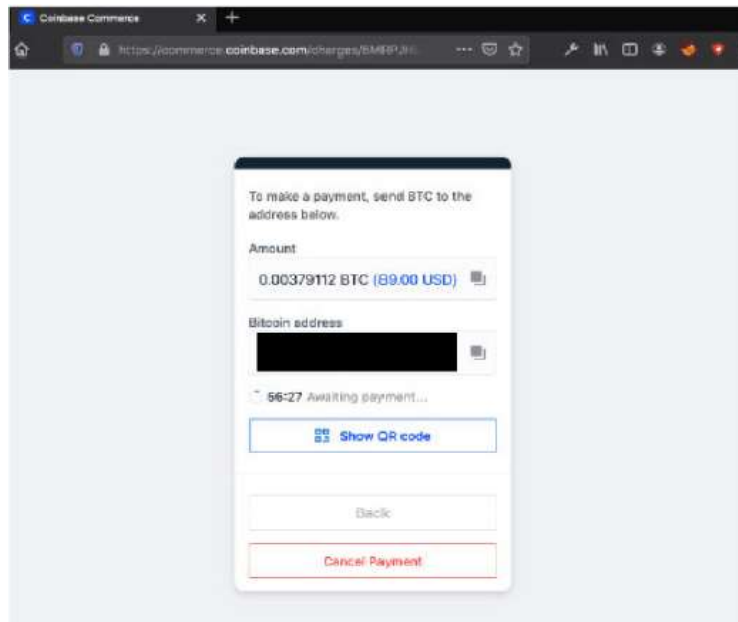 Coinbase Commerce
https://commerce.coinbase.com/charges/
To make a payment, send BTC to the
address below.
Amount
0.00379112 BTC (89.00 USD)
Bitcoin address
56:27 Awaiting payment...
Show QR code
Back
Cancel Payment